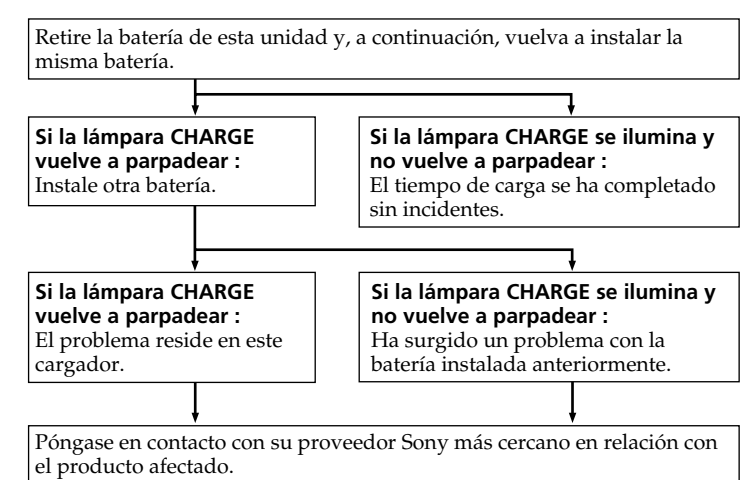 Retire la batería de esta unidad y, a continuación, vuelva a instalar la
misma batería.
Si la lámpara CHARGE
vuelve a parpadear :
Instale otra batería.
Si la lámpara CHARGE se ilumina y
no vuelve a parpadear :
El tiempo de carga se ha completado
sin incidentes.
Si la lámpara CHARGE
vuelve a parpadear :
El problema reside en este
cargador.
Si la lámpara CHARGE se ilumina y
no vuelve a parpadear :
Ha surgido un problema con la
batería instalada anteriormente.
Póngase en contacto con su proveedor Sony más cercano en relación con
el producto afectado.